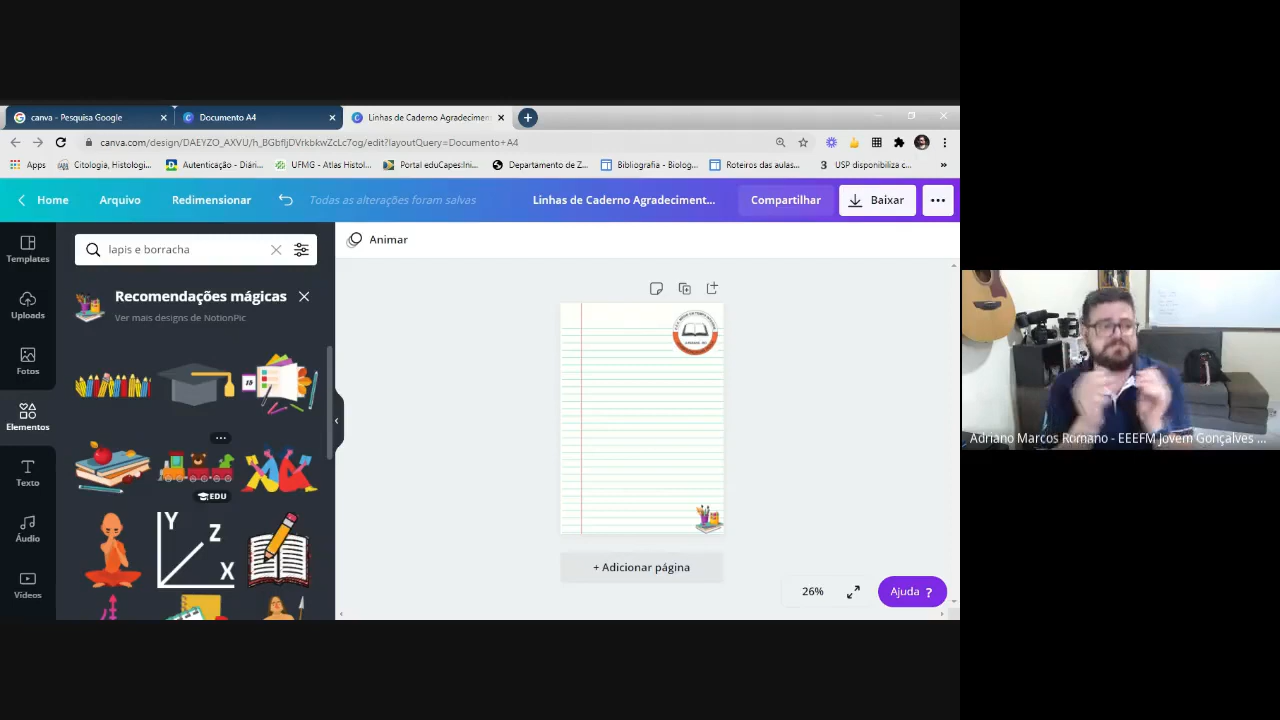 canva - Pesquisa Google
Documento A4
Linhas de Caderno Agradecimen
canva.com/design/DAEYZO_AXVU/h_BGbfljDVrkbkwZcLc7og/edit?layoutQuery=Documento+A4
Apps
Citologia, Histologi...
Autenticação - Diári...
UFMG - Atlas Histol...
Portal eduCapes:Ini...
Departamento de Z...
Bibliografia - Biolog...
Roteiros das aulas...
3 USP disponibiliza c...
»
Home
Arquivo
Redimensionar
Todas as alterações foram salvas
Linhas de Caderno Agradeciment...
Compartilhar
Baixar
Templates
Uploads
Fotos
Elementos
Texto
Áudio
Vídeos
lapis e borracha
Recomendações mágicas
Ver mais designs de NotionPic
EDU
Y
Z
X
Animar
+ Adicionar página
26%
Ajuda ?
Adriano Marcos Romano - EEEFM Jovem Gonçalves ...